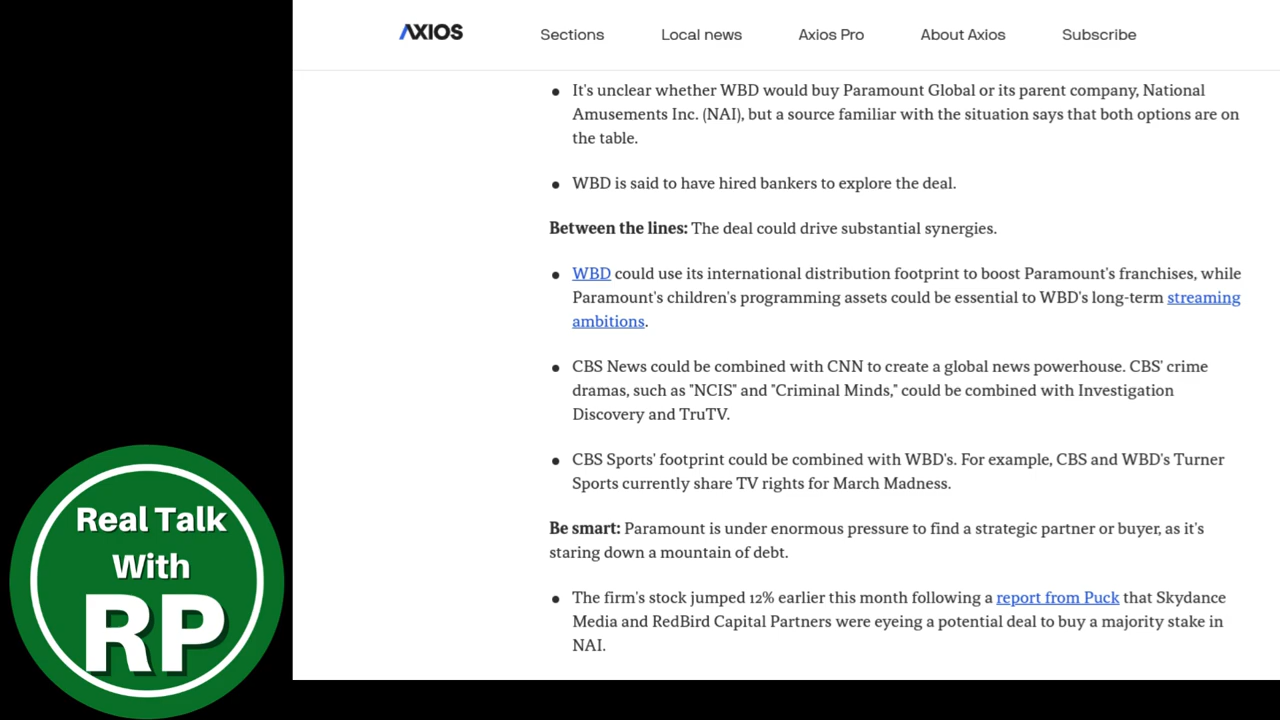 AXIOS
Sections Local news Axios Pro About Axios Subscribe
• It's unclear whether WBD would buy Paramount Global or its parent company, National
Amusements Inc. (NAI), but a source familiar with the situation says that both options are on
the table.
• WBD is said to have hired bankers to explore the deal.
Between the lines: The deal could drive substantial synergies.
• WBD could use its international distribution footprint to boost Paramount's franchises, while
Paramount's children's programming assets could be essential to WBD's long-term streaming
ambitions.
• CBS News could be combined with CNN to create a global news powerhouse. CBS' crime
dramas, such as "NCIS" and "Criminal Minds," could be combined with Investigation
Discovery and TruTV.
• CBS Sports' footprint could be combined with WBD's. For example, CBS and WBD's Turner
Sports currently share TV rights for March Madness.
Be smart: Paramount is under enormous pressure to find a strategic partner or buyer, as it's
staring down a mountain of debt.
• The firm's stock jumped 12% earlier this month following a report from Puck that Skydance
Media and RedBird Capital Partners were eyeing a potential deal to buy a majority stake in
NAI.
Real Talk
With
RP